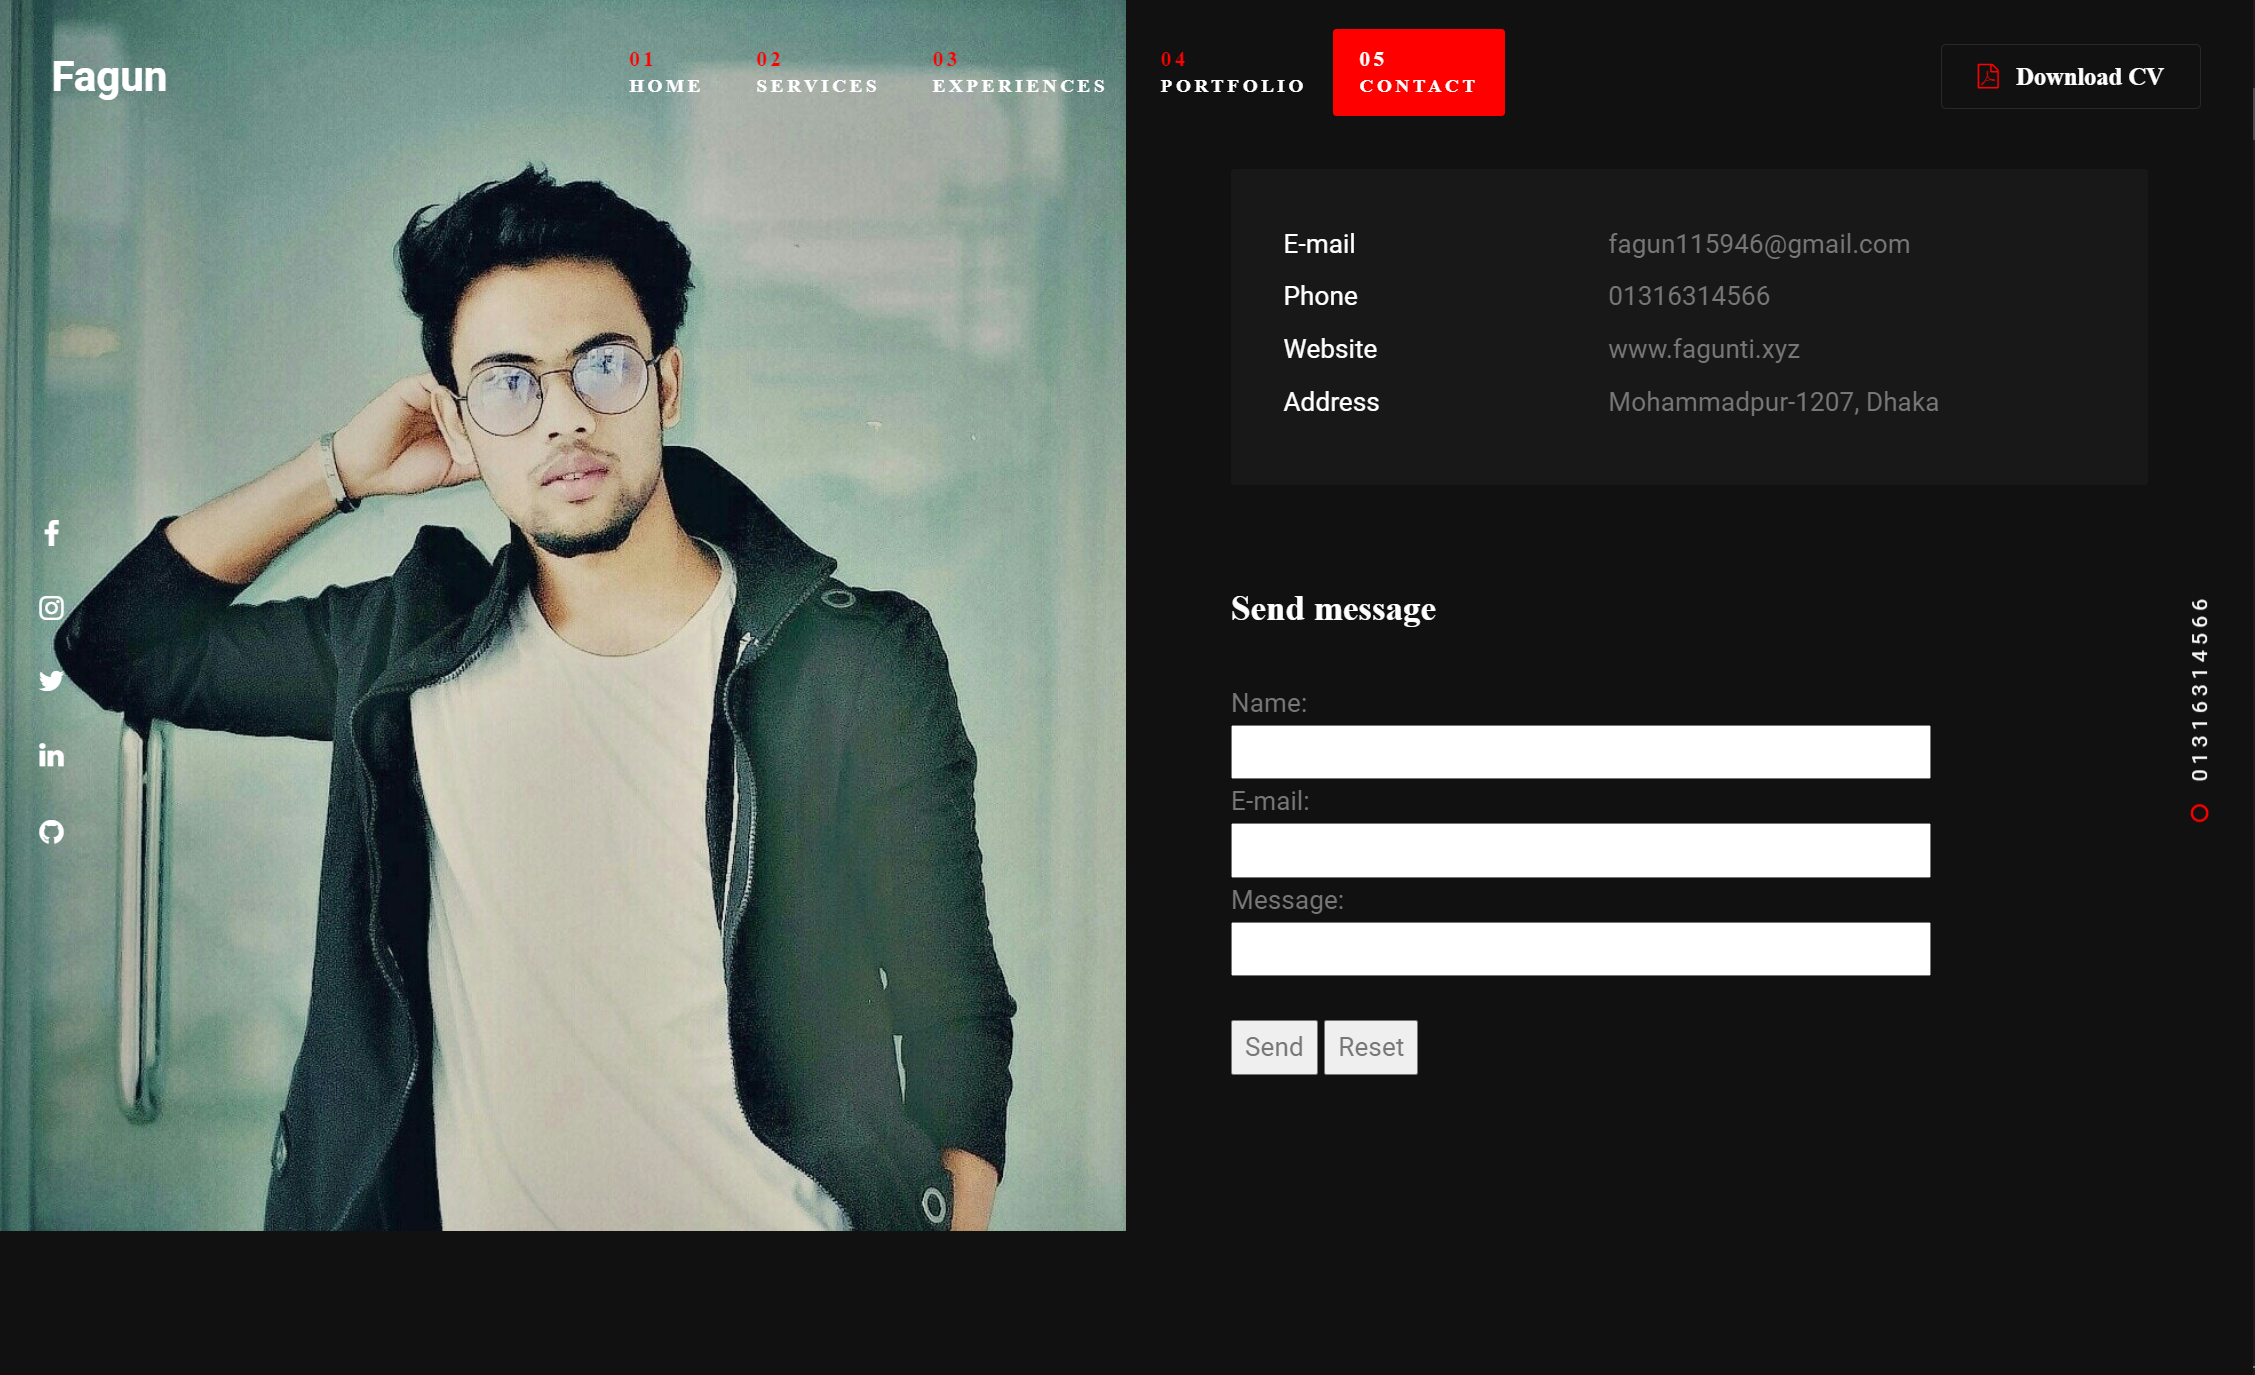 Fagun
01
HOME
02
SERVICES
03
EXPERIENCES
04
PORTFOLIO
05
CONTACT
Download CV
E-mail fagun115946@gmail.com
Phone 01316314566
Website www.fagunti.xyz
Address Mohammadpur-1207, Dhaka
Send message
Name:
E-mail:
Message:
Send Reset
01316314566